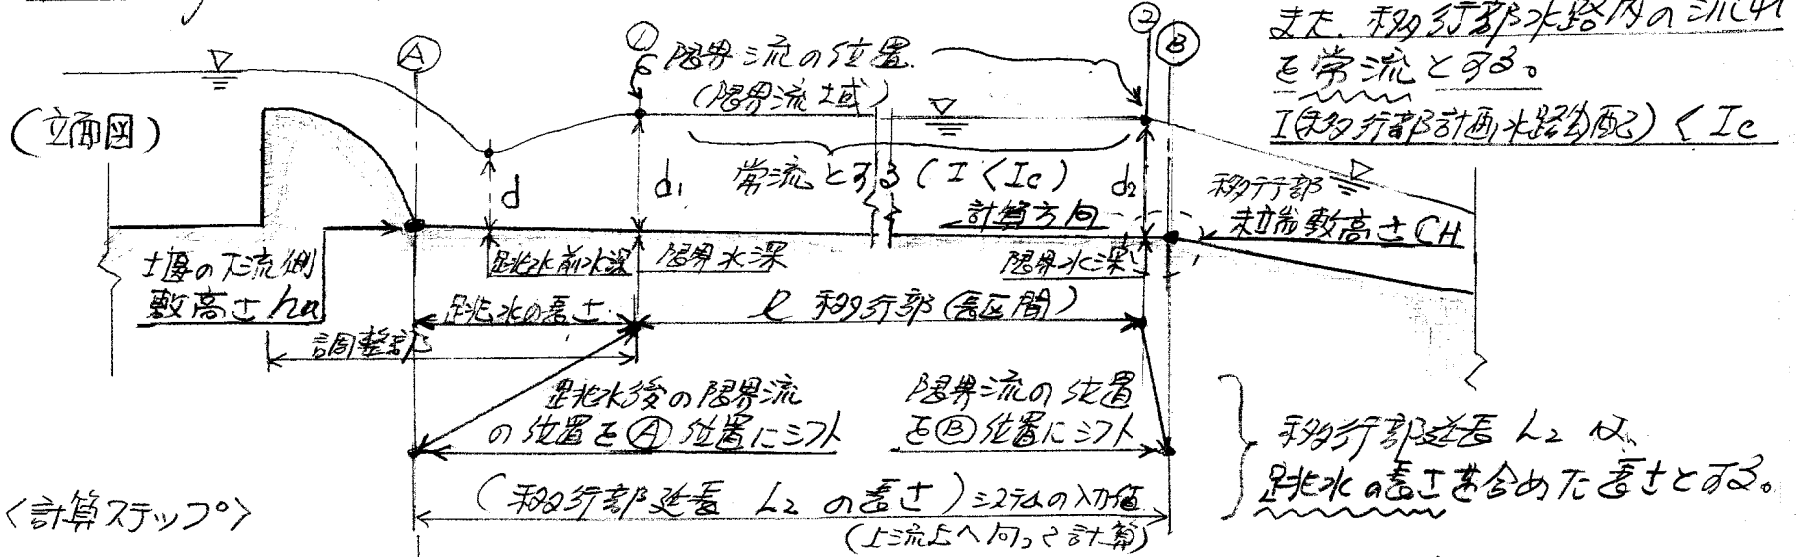 また、移行部水路内の流れ
を常流とする。
I(移行部計画水路勾配) < Ic
(立面図)
A
①
限界流の位置
(限界流堰)
②
B
d
d₁
常流とする (I < Ic)
d₂
計算方向
移行部
末端敷高さ CH
堰の下流側
敷高さ ha
跳水前水深
限界水深
限界水深
跳水の長さ
ℓ 移行部 (長区間)
調整部
跳水後の限界流
の位置をⒶ位置にシフト
限界流の位置
をⒷ位置にシフト
移行部延長 L₂ は、
跳水の長さを含めた長さとする。
(移行部延長 L₂ の長さ) システムの入力値
(上流上へ向って計算)
<計算ステップ>